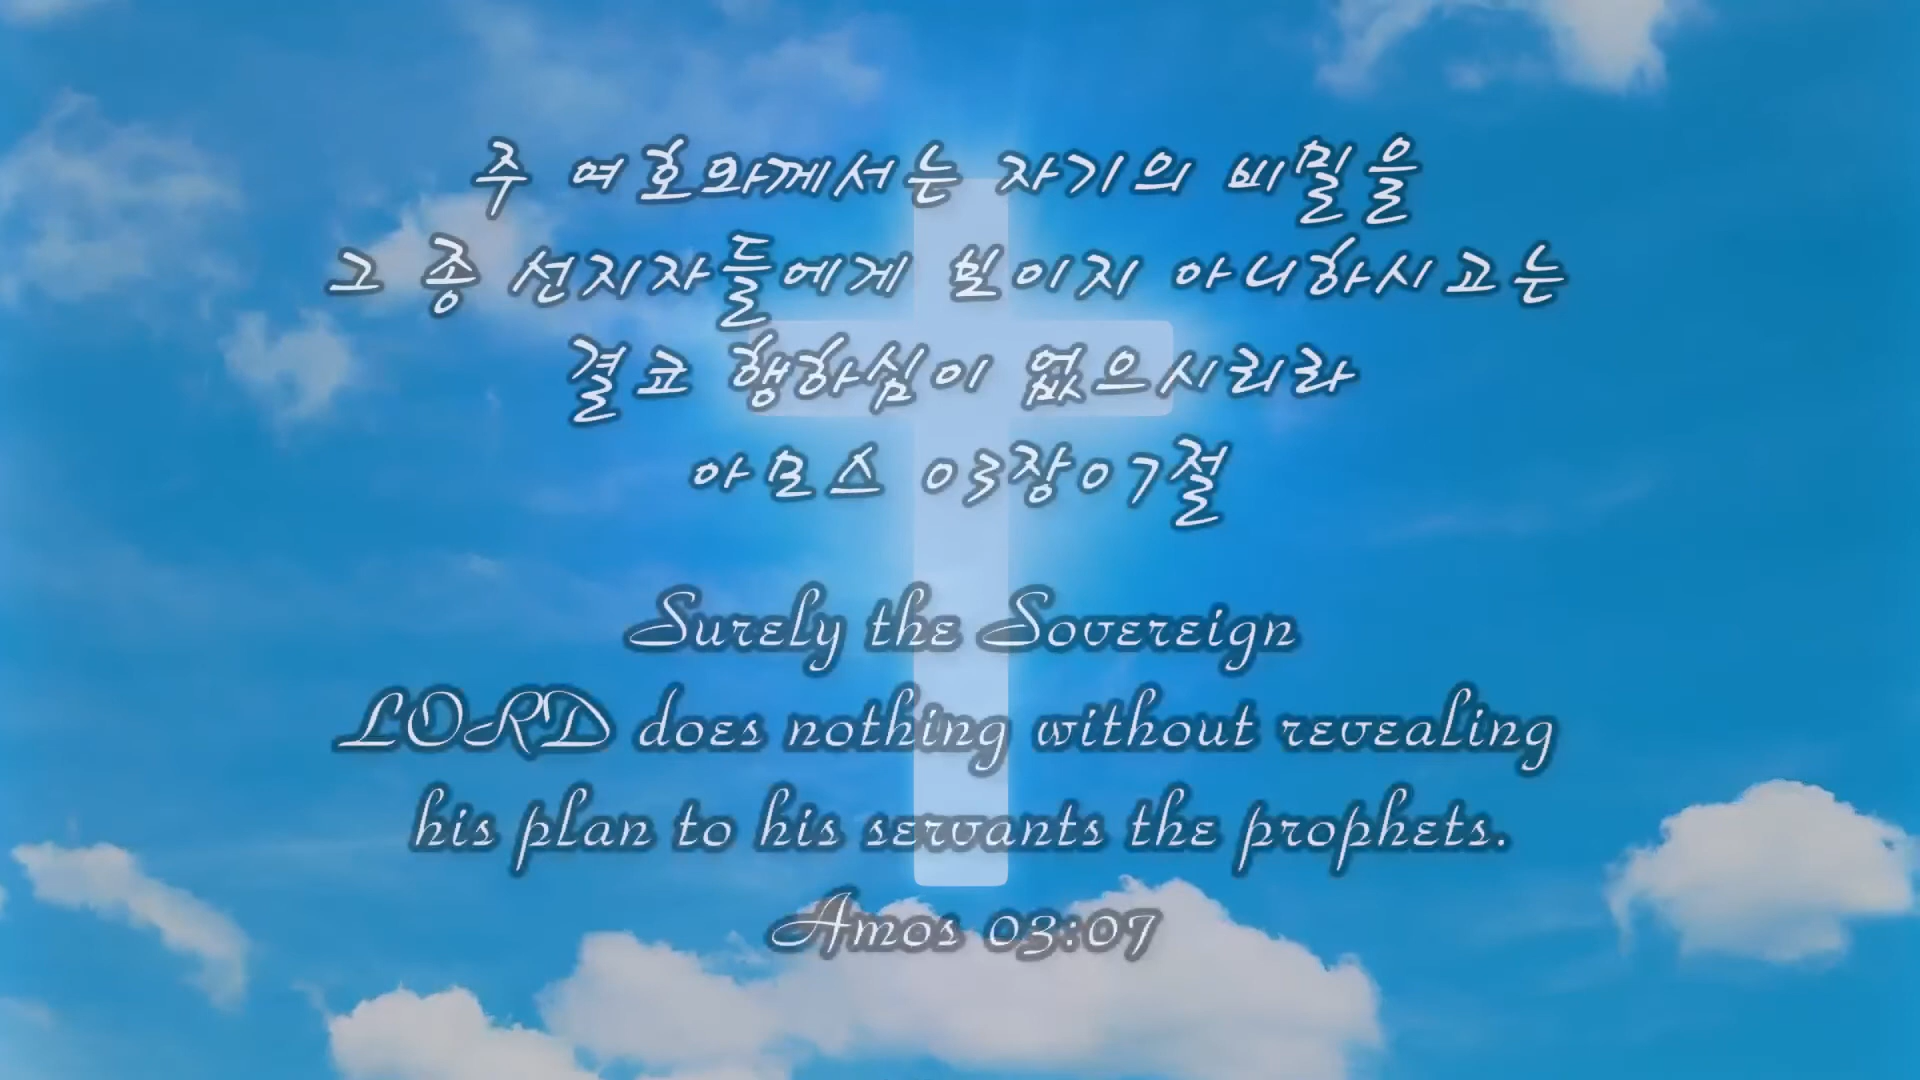 주 여호와께서는 자기의 비밀을
그 종 선지자들에게 보이지 아니하시고는
결코 행하심이 없으시리라
아모스 03장07절
Surely the Sovereign
LORD does nothing without revealing
his plan to his servants the prophets.
Amos 03:07